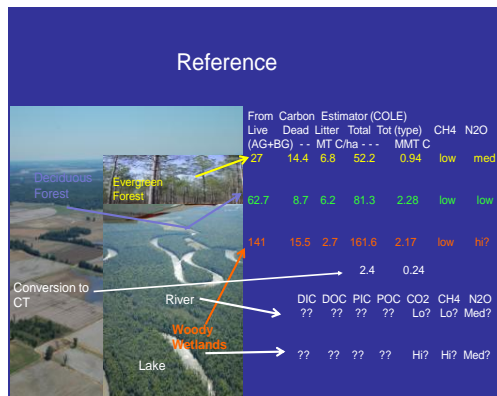 Reference
From Carbon Estimator (COLE)
Live Dead Litter Total Tot (type) CH4 N2O
(AG+BG) - - MT C/ha - - - MMT C
27 14.4 6.8 52.2 0.94 low med
Deciduous
Forest
Evergreen
Forest
62.7 8.7 6.2 81.3 2.28 low low
141 15.5 2.7 161.6 2.17 low hi?
2.4 0.24
Conversion to
CT
River
DIC DOC PIC POC CO2 CH4 N2O
?? ?? ?? ?? Lo? Lo? Med?
Woody
Wetlands
?? ?? ?? ?? Hi? Hi? Med?
Lake